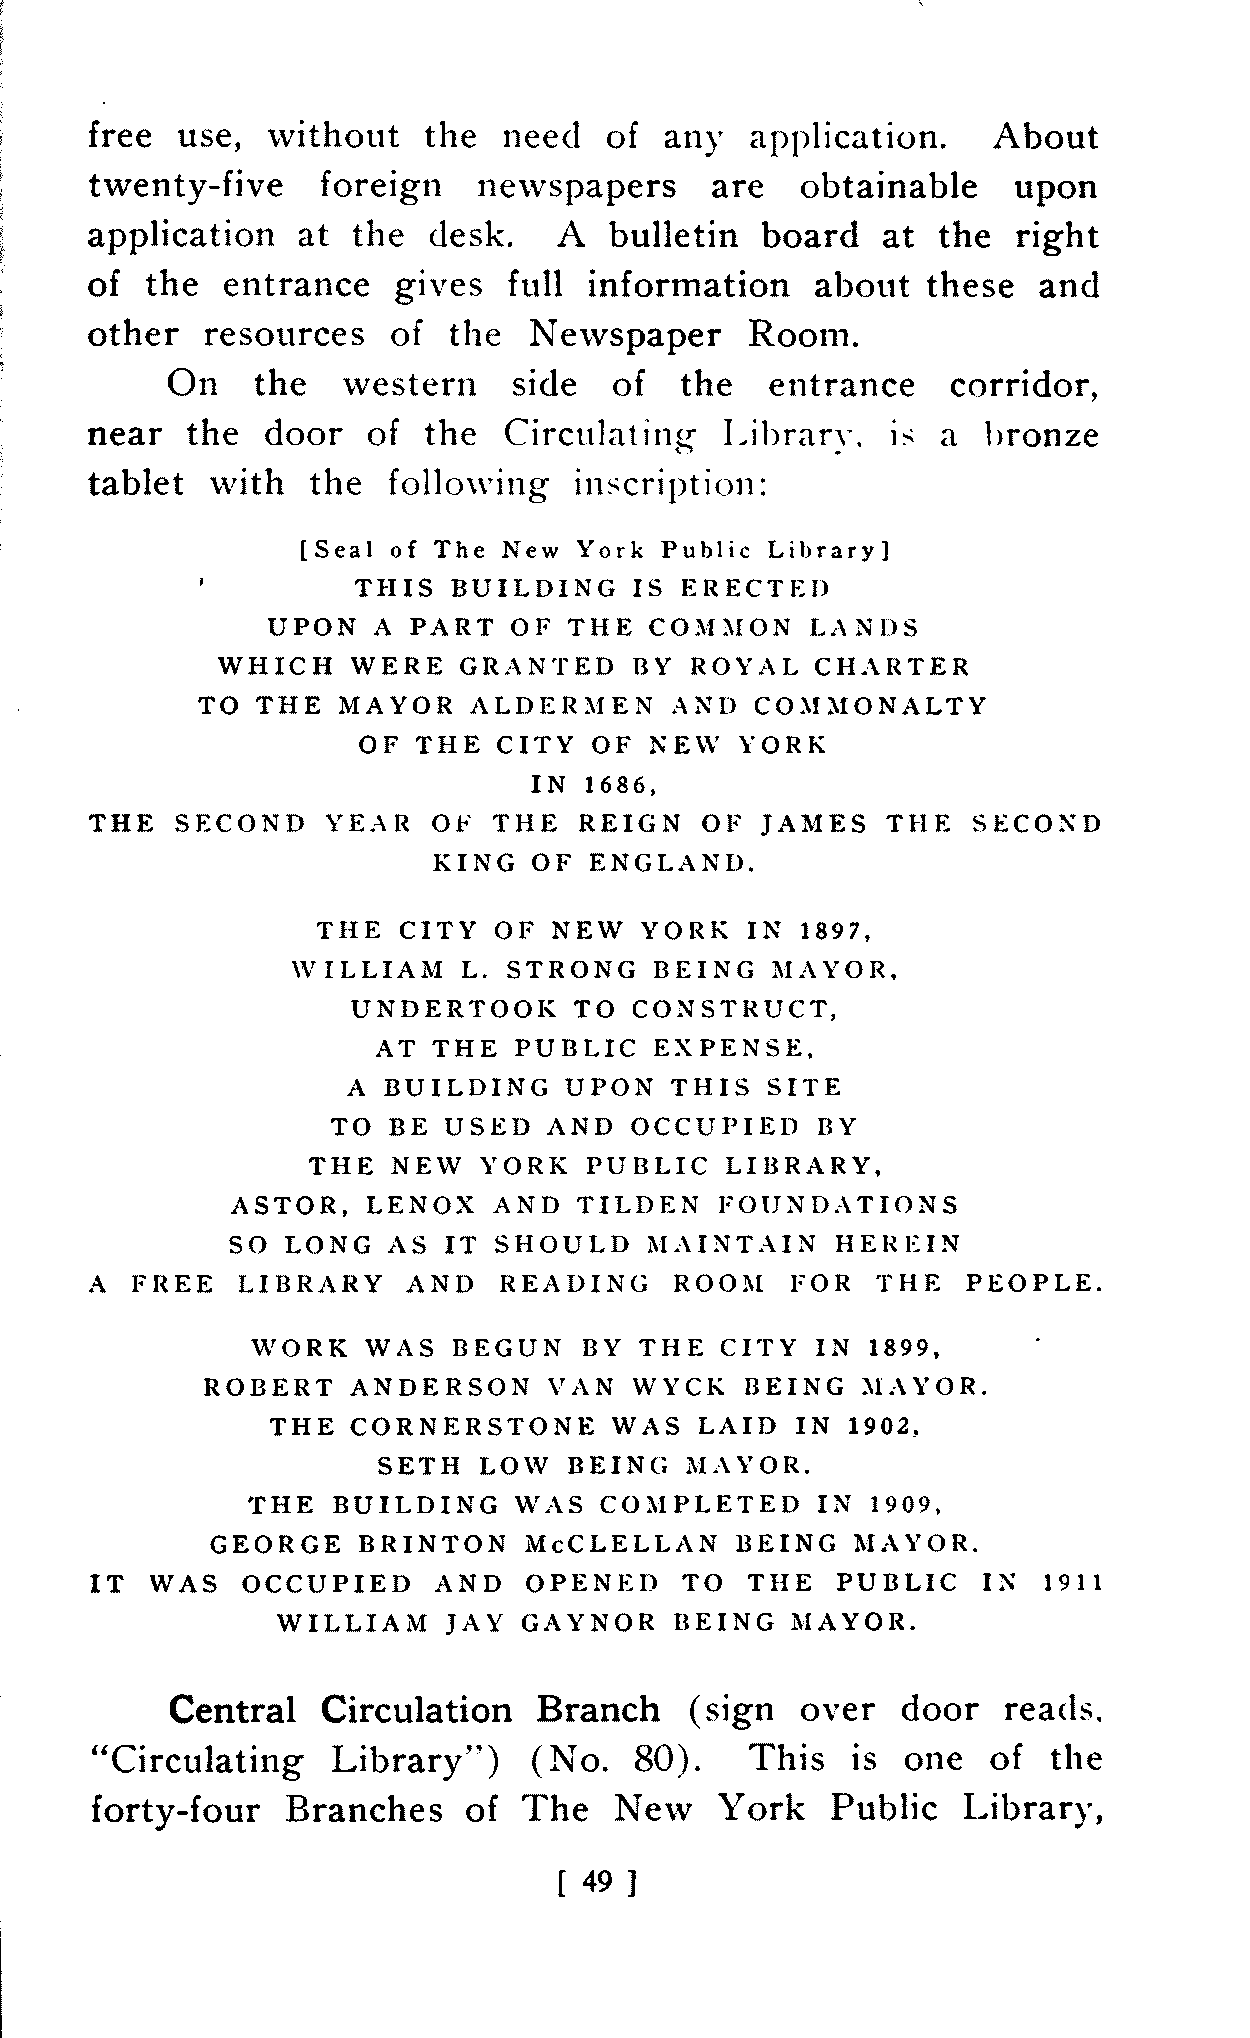 free use, without the need of any application. About
twenty-five foreign newspapers are obtainable upon
application at the desk. A bulletin board at the right
of the entrance gives full information about these and
other resources of the Newspaper Room.
On the western side of the entrance corridor,
near the door of the Circulating Library, is a bronze
tablet with the following inscription:
[Seal of The New York Public Library]
THIS BUILDING IS ERECTED
UPON A PART OF THE COMMON LANDS
WHICH WERE GRANTED BY ROYAL CHARTER
TO THE MAYOR ALDERMEN AND COMMONALTY
OF THE CITY OF NEW YORK
IN 1686,
THE SECOND YEAR OF THE REIGN OF JAMES THE SECOND
KING OF ENGLAND.
THE CITY OF NEW YORK IN 1897,
WILLIAM L. STRONG BEING MAYOR,
UNDERTOOK TO CONSTRUCT,
AT THE PUBLIC EXPENSE,
A BUILDING UPON THIS SITE
TO BE USED AND OCCUPIED BY
THE NEW YORK PUBLIC LIBRARY,
ASTOR, LENOX AND TILDEN FOUNDATIONS
SO LONG AS IT SHOULD MAINTAIN HEREIN
A FREE LIBRARY AND READING ROOM FOR THE PEOPLE.
WORK WAS BEGUN BY THE CITY IN 1899,
ROBERT ANDERSON VAN WYCK BEING MAYOR.
THE CORNERSTONE WAS LAID IN 1902,
SETH LOW BEING MAYOR.
THE BUILDING WAS COMPLETED IN 1909,
GEORGE BRINTON McCLELLAN BEING MAYOR.
IT WAS OCCUPIED AND OPENED TO THE PUBLIC IN 1911
WILLIAM JAY GAYNOR BEING MAYOR.
Central Circulation Branch (sign over door reads,
"Circulating Library") (No. 80). This is one of the
forty-four Branches of The New York Public Library,
[ 49 ]